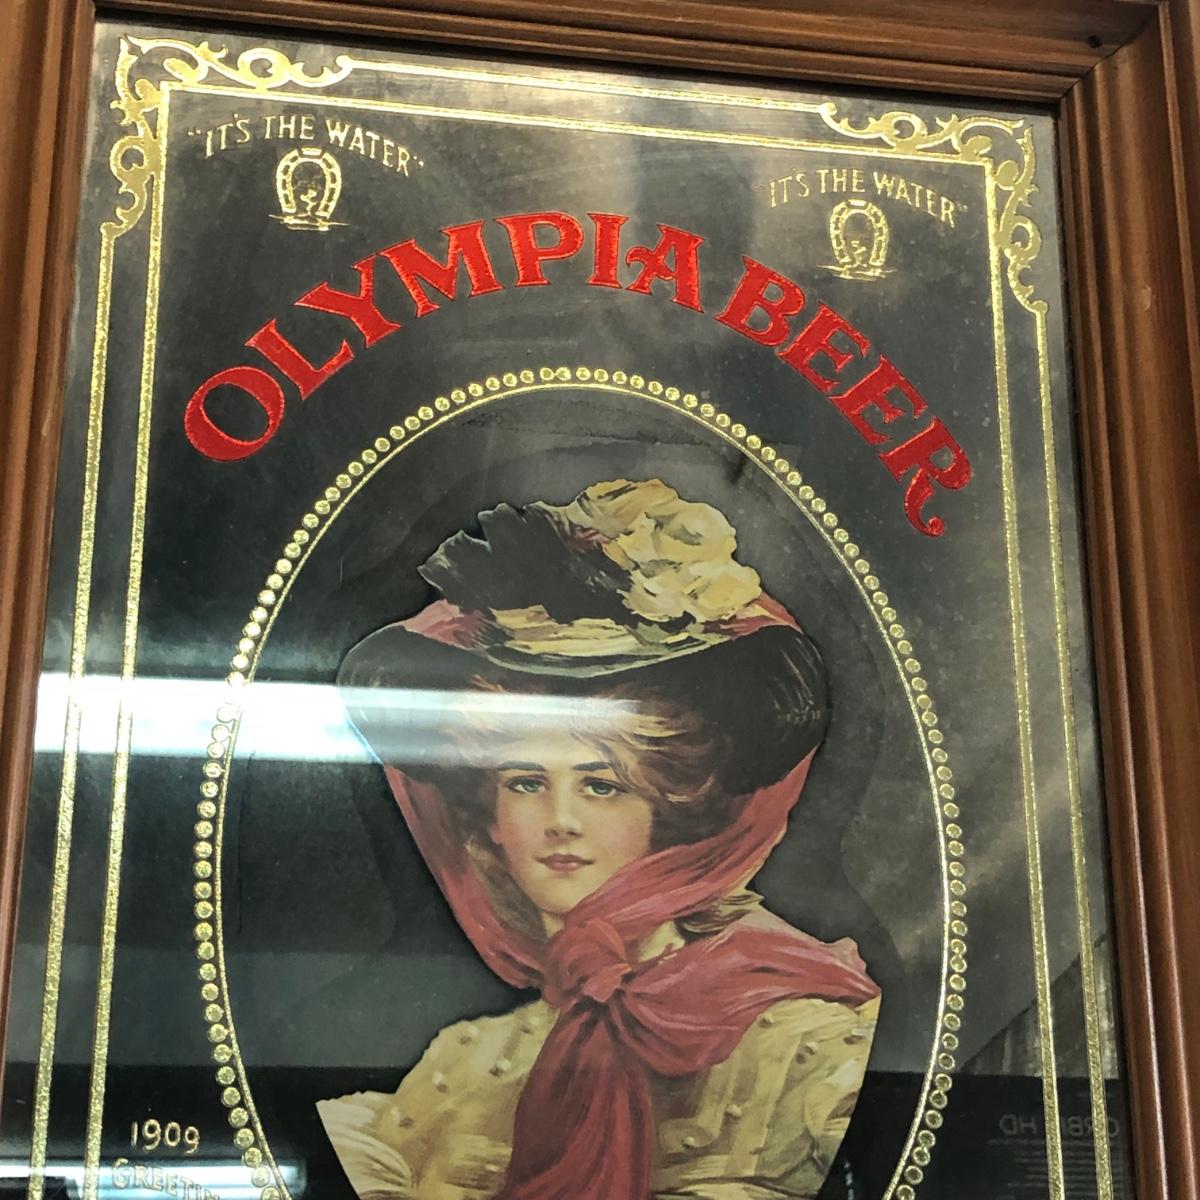 "IT'S THE WATER"
"IT'S THE WATER"
OLYMPIA BEER
1909